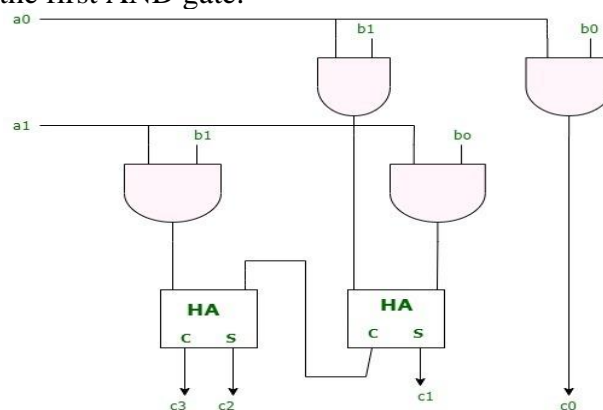 the first AND gate.
a0
b1
b0
a1
b1
bo
HA
C S
HA
C S
c3
c2
c1
c0